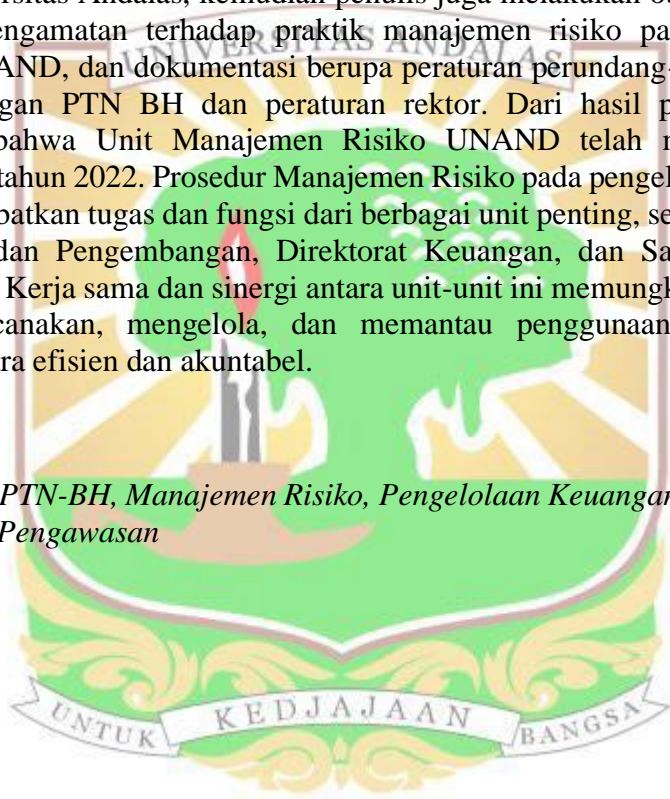 rsitas Andalas, kemudian penulis juga melakukan
engamatan terhadap praktik manajemen risiko pa
UNIVERSITAS ANDALAS
AND, dan dokumentasi berupa peraturan perundang-
gan PTN BH dan peraturan rektor. Dari hasil p
bahwa Unit Manajemen Risiko UNAND telah m
tahun 2022. Prosedur Manajemen Risiko pada pengel
batkan tugas dan fungsi dari berbagai unit penting, se
dan Pengembangan, Direktorat Keuangan, dan Sa
Kerja sama dan sinergi antara unit-unit ini memungk
canakan, mengelola, dan memantau penggunaan
ra efisien dan akuntabel.
PTN-BH, Manajemen Risiko, Pengelolaan Keuangan
Pengawasan
UNTUK KEDJAJAAN BANGSA